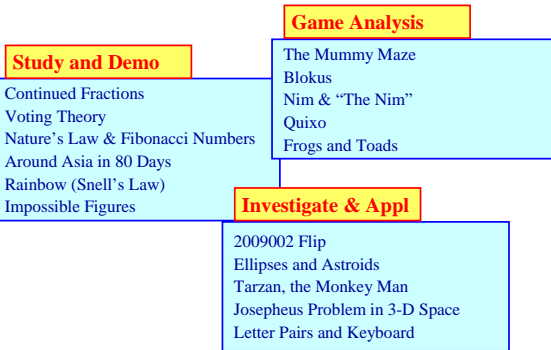 Study and Demo
Continued Fractions
Voting Theory
Nature's Law & Fibonacci Numbers
Around Asia in 80 Days
Rainbow (Snell's Law)
Impossible Figures
Game Analysis
The Mummy Maze
Blokus
Nim & “The Nim”
Quixo
Frogs and Toads
Investigate & Appl
2009002 Flip
Ellipses and Astroids
Tarzan, the Monkey Man
Josepheus Problem in 3-D Space
Letter Pairs and Keyboard